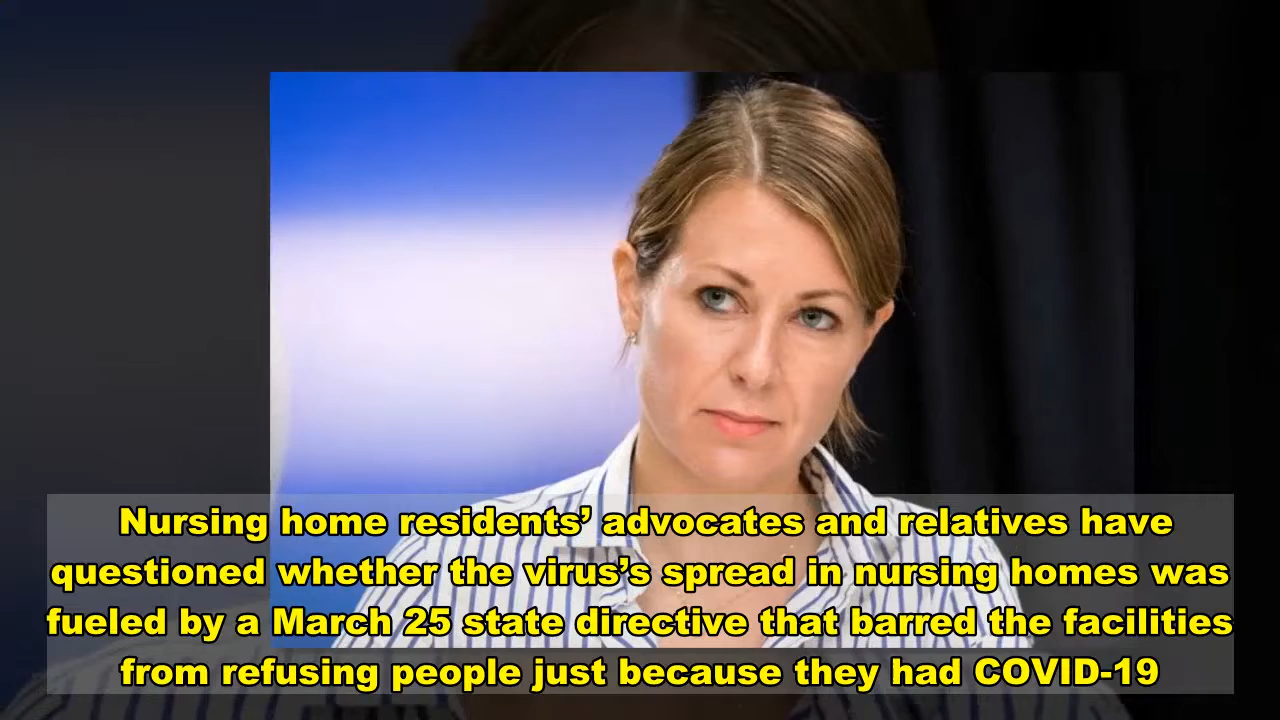 Nursing home residents’ advocates and relatives have
questioned whether the virus’s spread in nursing homes was
fueled by a March 25 state directive that barred the facilities
from refusing people just because they had COVID-19